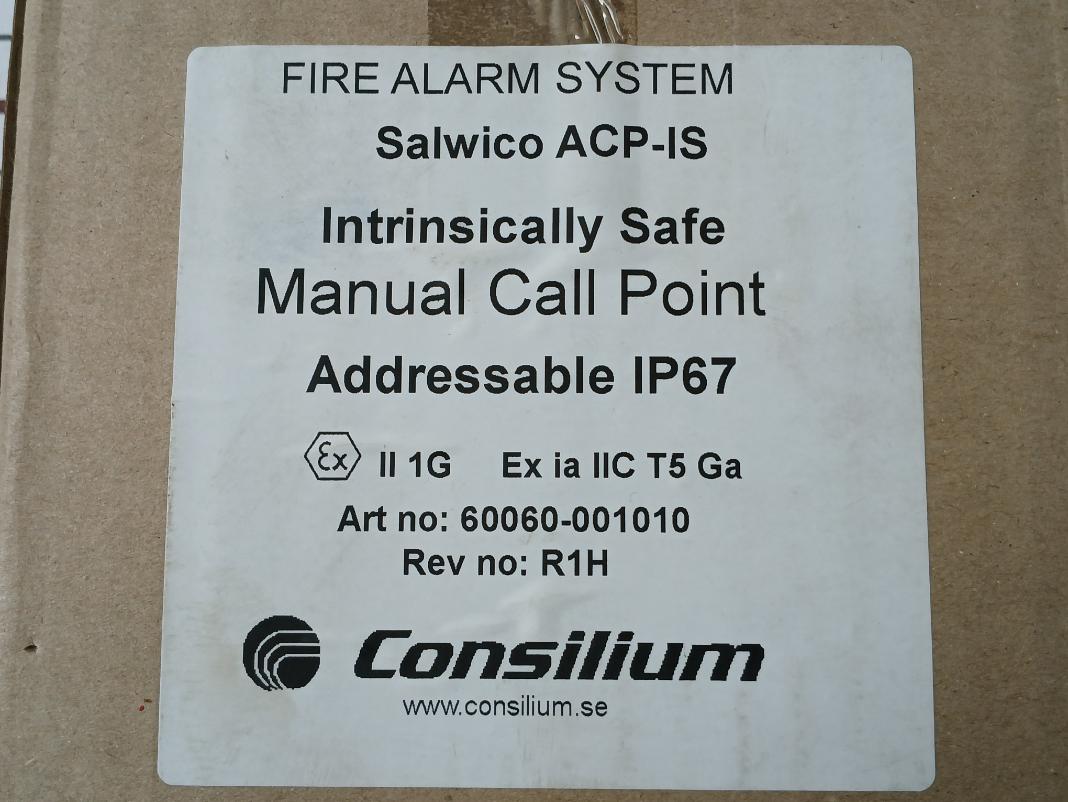 FIRE ALARM SYSTEM
Salwico ACP-IS
Intrinsically Safe
Manual Call Point
Addressable IP67
Ex II 1G Ex ia IIC T5 Ga
Art no: 60060-001010
Rev no: R1H
Consilium
www.consilium.se